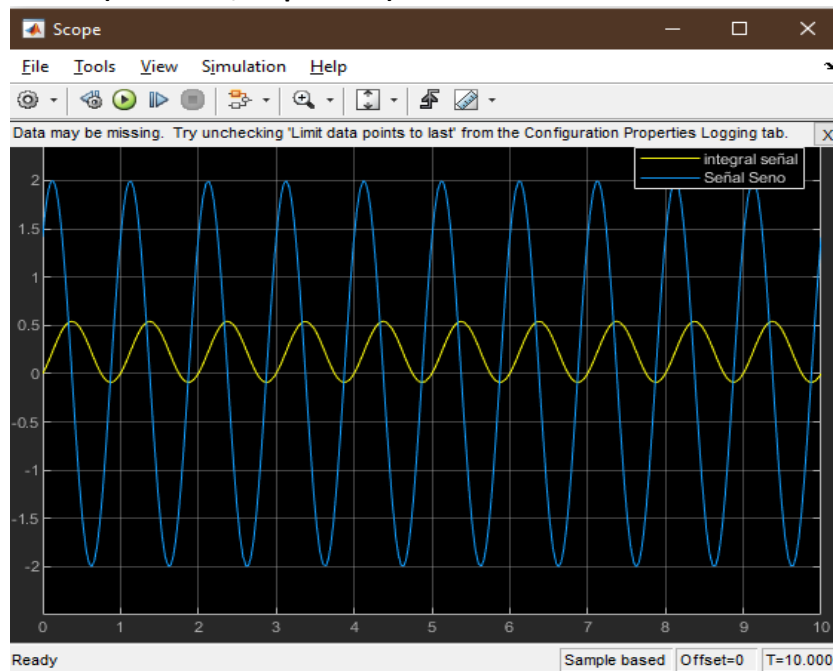 Scope
File Tools View Simulation Help
Data may be missing. Try unchecking 'Limit data points to last' from the Configuration Properties Logging tab. X
integral señal
Señal Seno
2
1.5
1
0.5
0
-0.5
-1
-1.5
-2
0 1 2 3 4 5 6 7 8 9 10
Ready Sample based Offset=0 T=10.000